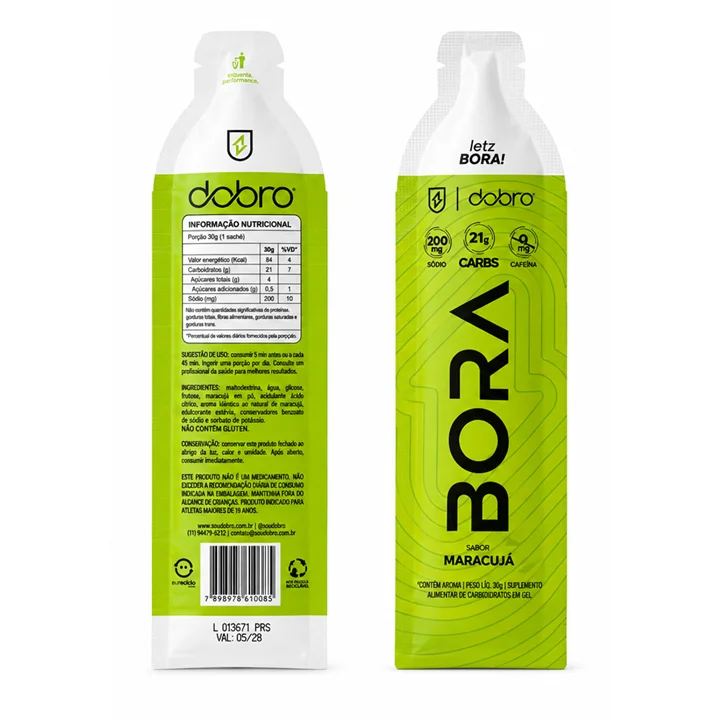 enquanto,
performance.
dobro
INFORMAÇÃO NUTRICIONAL
Porção 30g (1 sachê)
30g %VD*
Valor energético (Kcal) 84 4
Carboidratos (g) 21 7
Açúcares totais (g) 4
Açúcares adicionados (g) 0,5 1
Sódio (mg) 200 10
Não contém quantidades significativas de proteínas,
gorduras totais, fibras alimentares, gorduras saturadas e
gorduras trans.
*Percentual de valores diários fornecidos pela porção.
SUGESTÃO DE USO: consumir 5 min antes ou a cada
45 min. Ingerir uma porção por dia. Consulte um
profissional da saúde para melhores resultados.
INGREDIENTES: maltodextrina, água, glicose,
frutose, maracujá em pó, acidulante ácido
cítrico, aroma idêntico ao natural de maracujá,
edulcorante estévia, conservadores benzoato
de sódio e sorbato de potássio.
NÃO CONTÉM GLUTEN.
CONSERVAÇÃO: conservar este produto fechado ao
abrigo da luz, calor e umidade. Após aberto,
consumir imediatamente.
ESTE PRODUTO NÃO É UM MEDICAMENTO. NÃO
EXCEDER A RECOMENDAÇÃO DIÁRIA DE CONSUMO
INDICADA NA EMBALAGEM. MANTENHA FORA DO
ALCANCE DE CRIANÇAS. PRODUTO INDICADO PARA
ATLETAS MAIORES DE 19 ANOS.
www.soudobro.com.br | @soudobro
(11) 94479-6212 | contato@soudobro.com.br
eureciclo
RECICLÁVEL
7 898978 610085
L 013671 PRS
VAL: 05/28
letz
BORA!
dobro
200 mg SÓDIO
21g CARBS
0 mg CAFEÍNA
BORA
SABOR
MARACUJÁ
*CONTÉM AROMA | PESO LÍQ. 30g | SUPLEMENTO
ALIMENTAR DE CARBOIDRATOS EM GEL